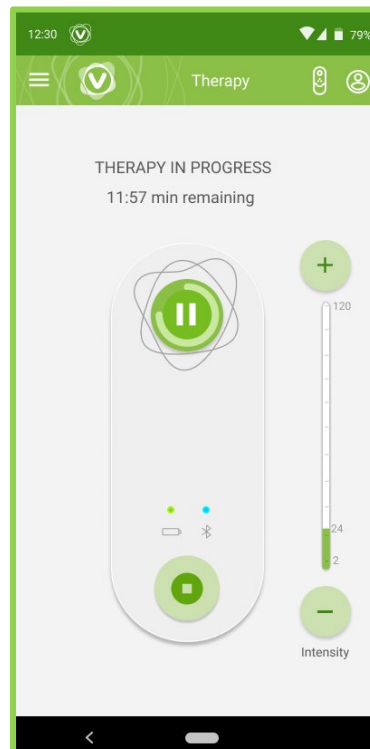 12:30
79%
Therapy
THERAPY IN PROGRESS
11:57 min remaining
120
24
2
Intensity